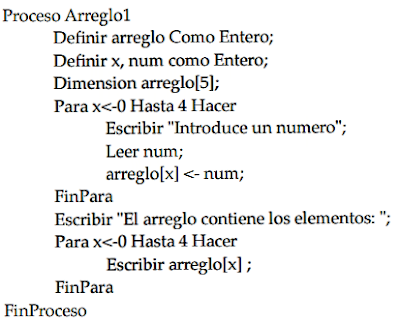 Proceso Arreglo1
Definir arreglo Como Entero;
Definir x, num como Entero;
Dimension arreglo[5];
Para x<-0 Hasta 4 Hacer
Escribir "Introduce un numero";
Leer num;
arreglo[x] <- num;
FinPara
Escribir "El arreglo contiene los elementos: ";
Para x<-0 Hasta 4 Hacer
Escribir arreglo[x] ;
FinPara
FinProceso